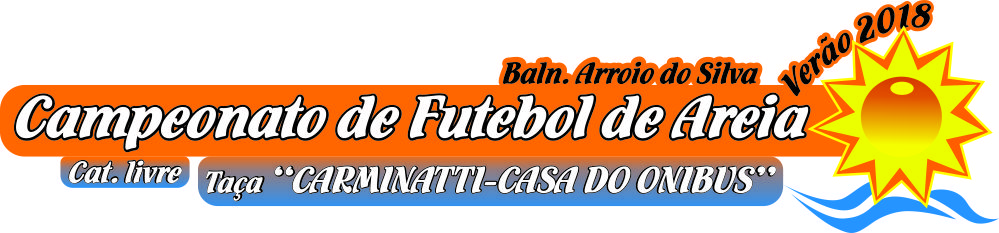 Verão 2018
Baln. Arroio do Silva
Campeonato de Futebol de Areia
Cat. livre
Taça “CARMINATTI-CASA DO ONIBUS”